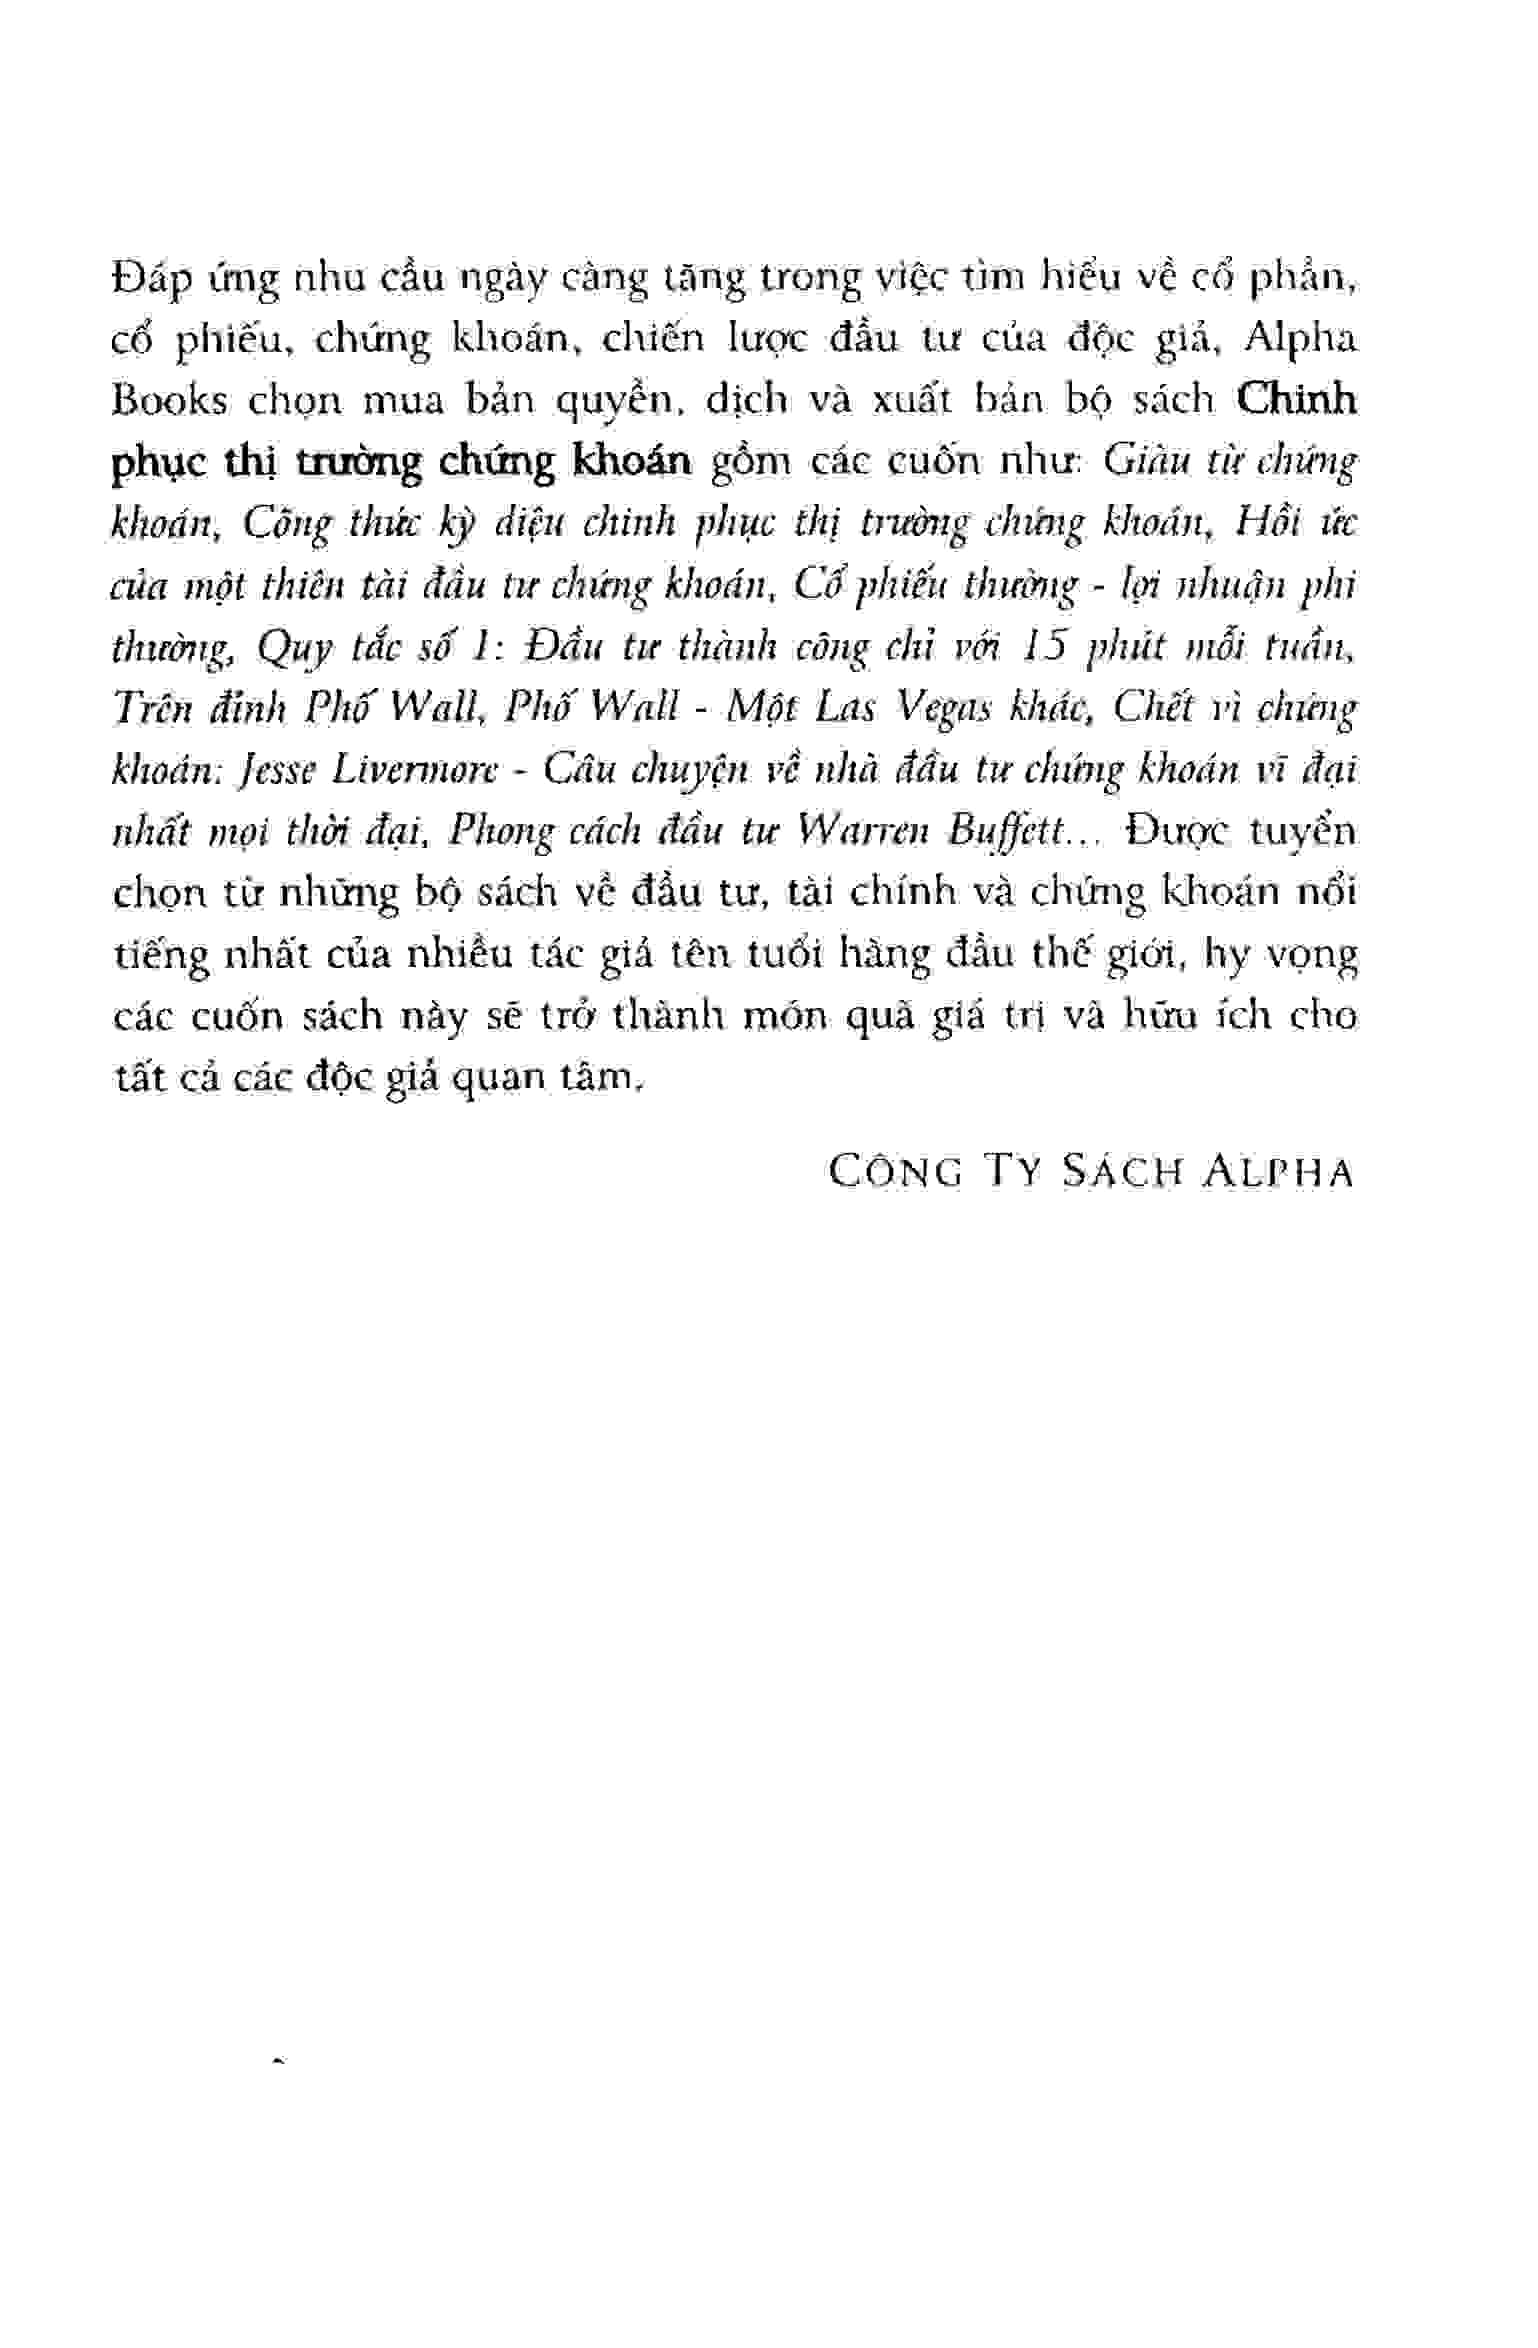 Đáp ứng nhu cầu ngày càng tăng trong việc tìm hiểu về cổ phần,
cổ phiếu, chứng khoán, chiến lược đầu tư của độc giả, Alpha
Books chọn mua bản quyền, dịch và xuất bản bộ sách Chinh
phục thị trường chứng khoán gồm các cuốn như: Giàu từ chứng
khoán, Công thức kỳ diệu chinh phục thị trường chứng khoán, Hồi ức
của một thiên tài đầu tư chứng khoán, Cổ phiếu thường - lợi nhuận phi
thường, Quy tắc số 1: Đầu tư thành công chỉ với 15 phút mỗi tuần,
Trên đỉnh Phố Wall, Phố Wall - Một Las Vegas khác, Chết vì chứng
khoán: Jesse Livermore - Câu chuyện về nhà đầu tư chứng khoán vĩ đại
nhất mọi thời đại, Phong cách đầu tư Warren Buffett... Được tuyển
chọn từ những bộ sách về đầu tư, tài chính và chứng khoán nổi
tiếng nhất của nhiều tác giả tên tuổi hàng đầu thế giới, hy vọng
các cuốn sách này sẽ trở thành món quà giá trị và hữu ích cho
tất cả các độc giả quan tâm.
CÔNG TY SÁCH ALPHA